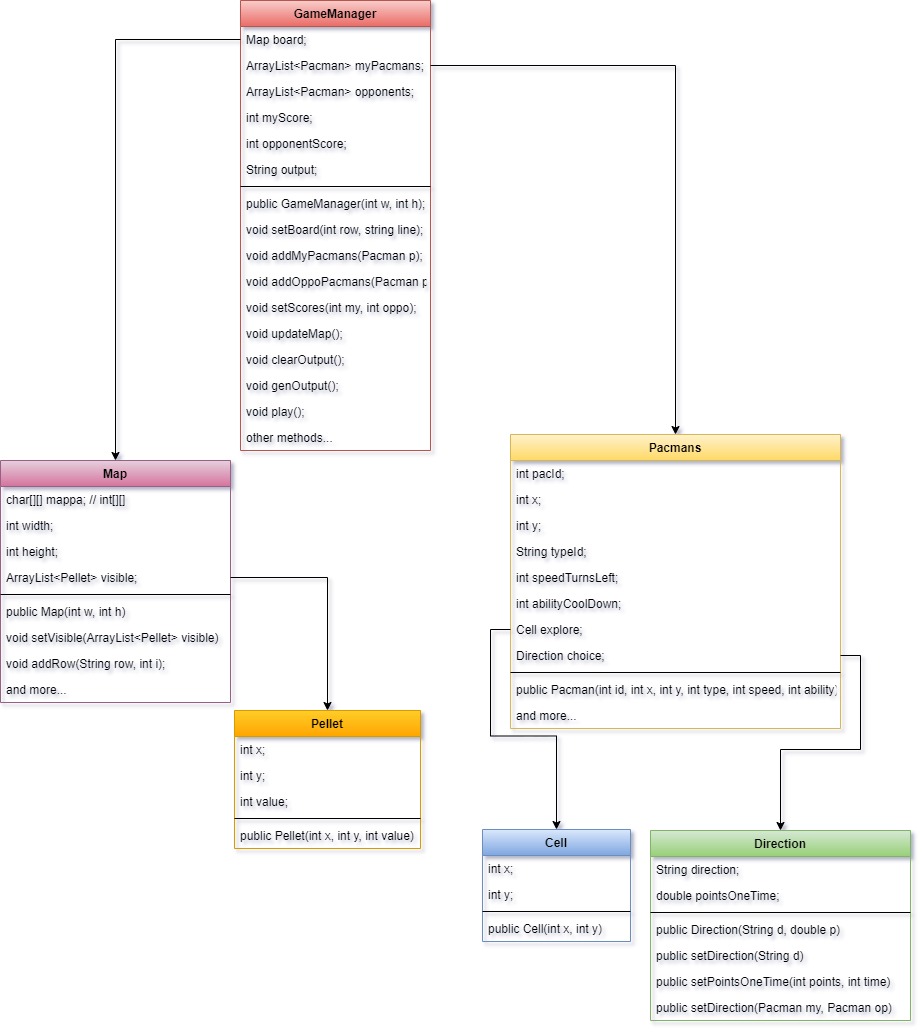 GameManager
Map board;
ArrayList<Pacman> myPacmans;
ArrayList<Pacman> opponents;
int myScore;
int opponentScore;
String output;
public GameManager(int w, int h);
void setBoard(int row, string line);
void addMyPacmans(Pacman p);
void addOppoPacmans(Pacman p
void setScores(int my, int oppo);
void updateMap();
void clearOutput();
void genOutput();
void play();
other methods...
Map
char[][] mappa; // int[][]
int width;
int height;
ArrayList<Pellet> visible;
public Map(int w, int h)
void setVisible(ArrayList<Pellet> visible)
void addRow(String row, int i);
and more...
Pacmans
int pacId;
int x;
int y;
String typeId;
int speedTurnsLeft;
int abilityCoolDown;
Cell explore;
Direction choice;
public Pacman(int id, int x, int y, int type, int speed, int ability)
and more...
Pellet
int x;
int y;
int value;
public Pellet(int x, int y, int value)
Cell
int x;
int y;
public Cell(int x, int y)
Direction
String direction;
double pointsOneTime;
public Direction(String d, double p)
public setDirection(String d)
public setPointsOneTime(int points, int time)
public setDirection(Pacman my, Pacman op)